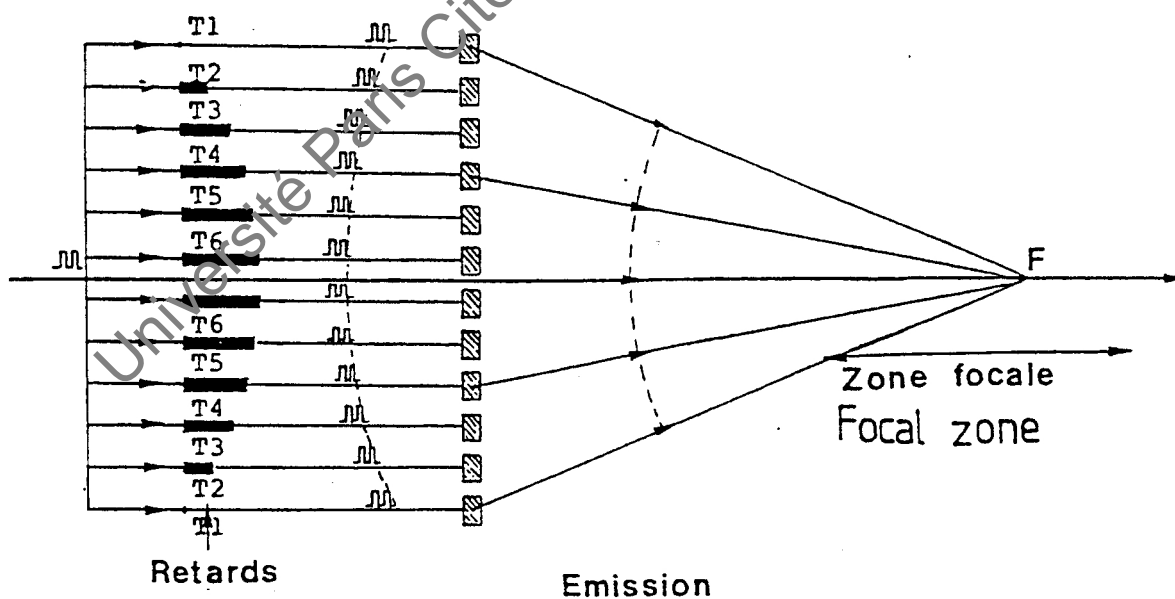 T1
T2
T3
T4
T5
T6
T6
T5
T4
T3
T2
T1
Retards
Emission
F
Zone focale
Focal zone
Université Paris Cité